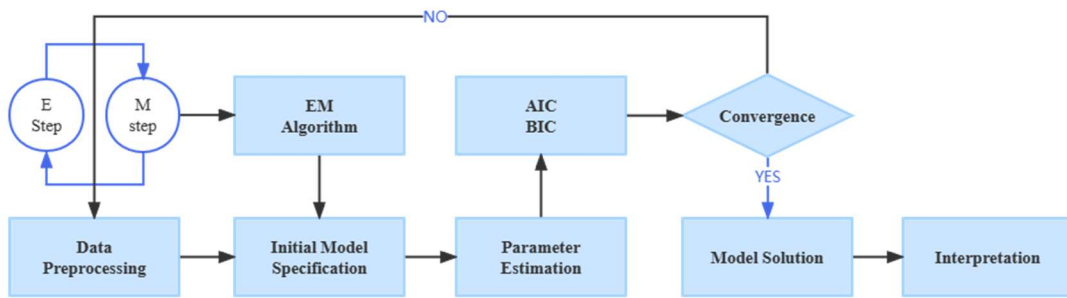 NO
E
Step
M
step
EM
Algorithm
AIC
BIC
Convergence
YES
Data
Preprocessing
Initial Model
Specification
Parameter
Estimation
Model Solution
Interpretation